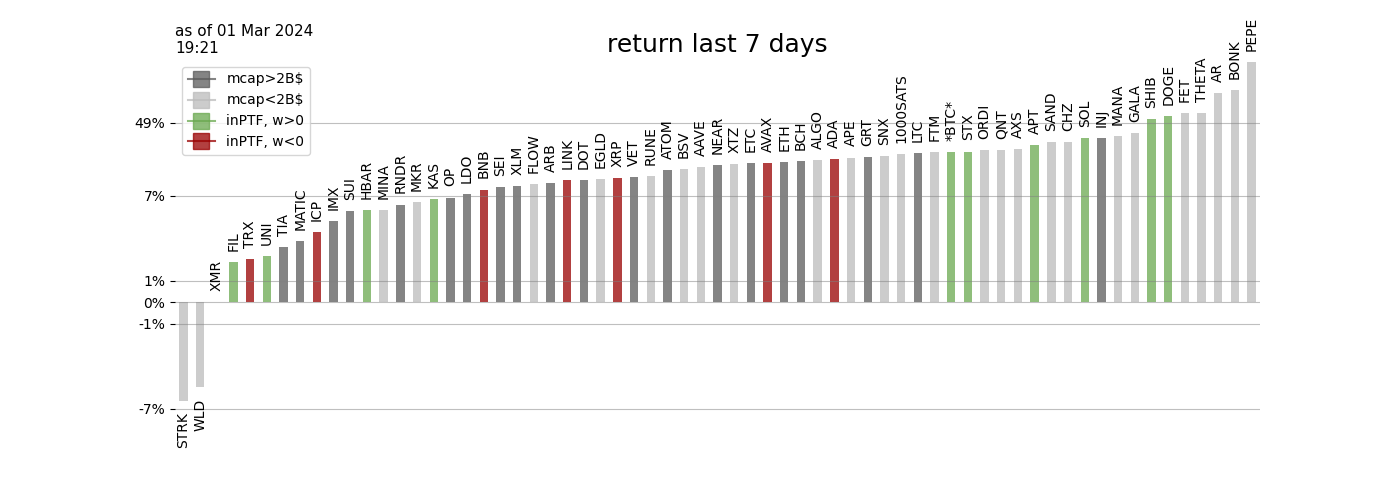 as of 01 Mar 2024
19:21
return last 7 days
mcap>2B$
mcap<2B$
inPTF, w>0
inPTF, w<0
49%
7%
1%
0%
-1%
-7%
STRK
WLD
XMR
FIL
TRX
UNI
TIA
MATIC
ICP
IMX
SUI
HBAR
MINA
RNDR
MKR
KAS
OP
LDO
BNB
SEI
XLM
FLOW
ARB
LINK
DOT
EGLD
XRP
VET
RUNE
ATOM
BSV
AAVE
NEAR
XTZ
ETC
AVAX
ETH
BCH
ALGO
ADA
APE
GRT
SNX
1000SATS
LTC
FTM
*BTC*
STX
ORDI
QNT
AXS
APT
SAND
CHZ
SOL
INJ
MANA
GALA
SHIB
DOGE
FET
THETA
AR
BONK
PEPE